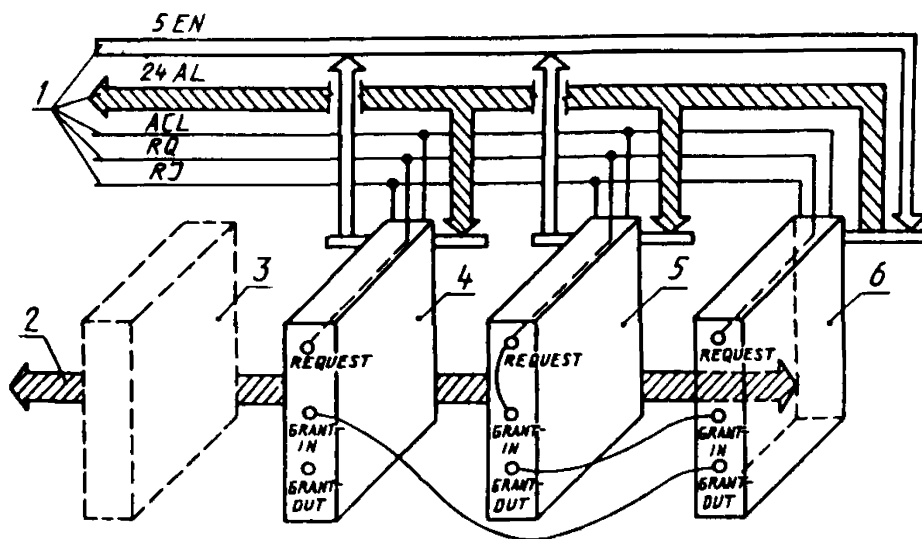 5 EN
24 AL
1
ACL
RQ
RJ
3
4
5
6
2
REQUEST
REQUEST
REQUEST
GRANT-
IN
GRANT-
IN
GRANT-
IN
GRANT-
OUT
GRANT-
OUT
GRANT-
OUT